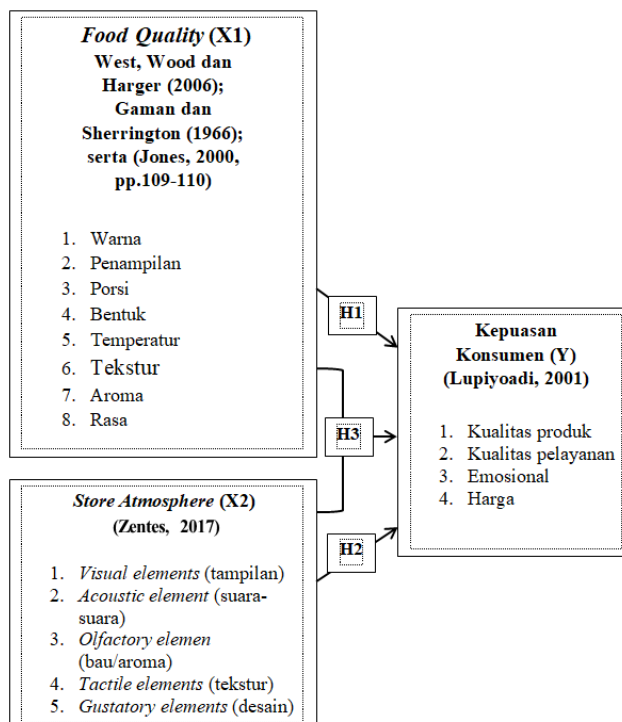 Food Quality (X1)
West, Wood dan
Harger (2006);
Gaman dan
Sherrington (1966);
serta (Jones, 2000,
pp.109-110)
1. Warna
2. Penampilan
3. Porsi
4. Bentuk
5. Temperatur
6. Tekstur
7. Aroma
8. Rasa
H1
H3
H2
Kepuasan
Konsumen (Y)
(Lupiyoadi, 2001)
1. Kualitas produk
2. Kualitas pelayanan
3. Emosional
4. Harga
Store Atmosphere (X2)
(Zentes, 2017)
1. Visual elements (tampilan)
2. Acoustic element (suara-
suara)
3. Olfactory elemen
(bau/aroma)
4. Tactile elements (tekstur)
5. Gustatory elements (desain)